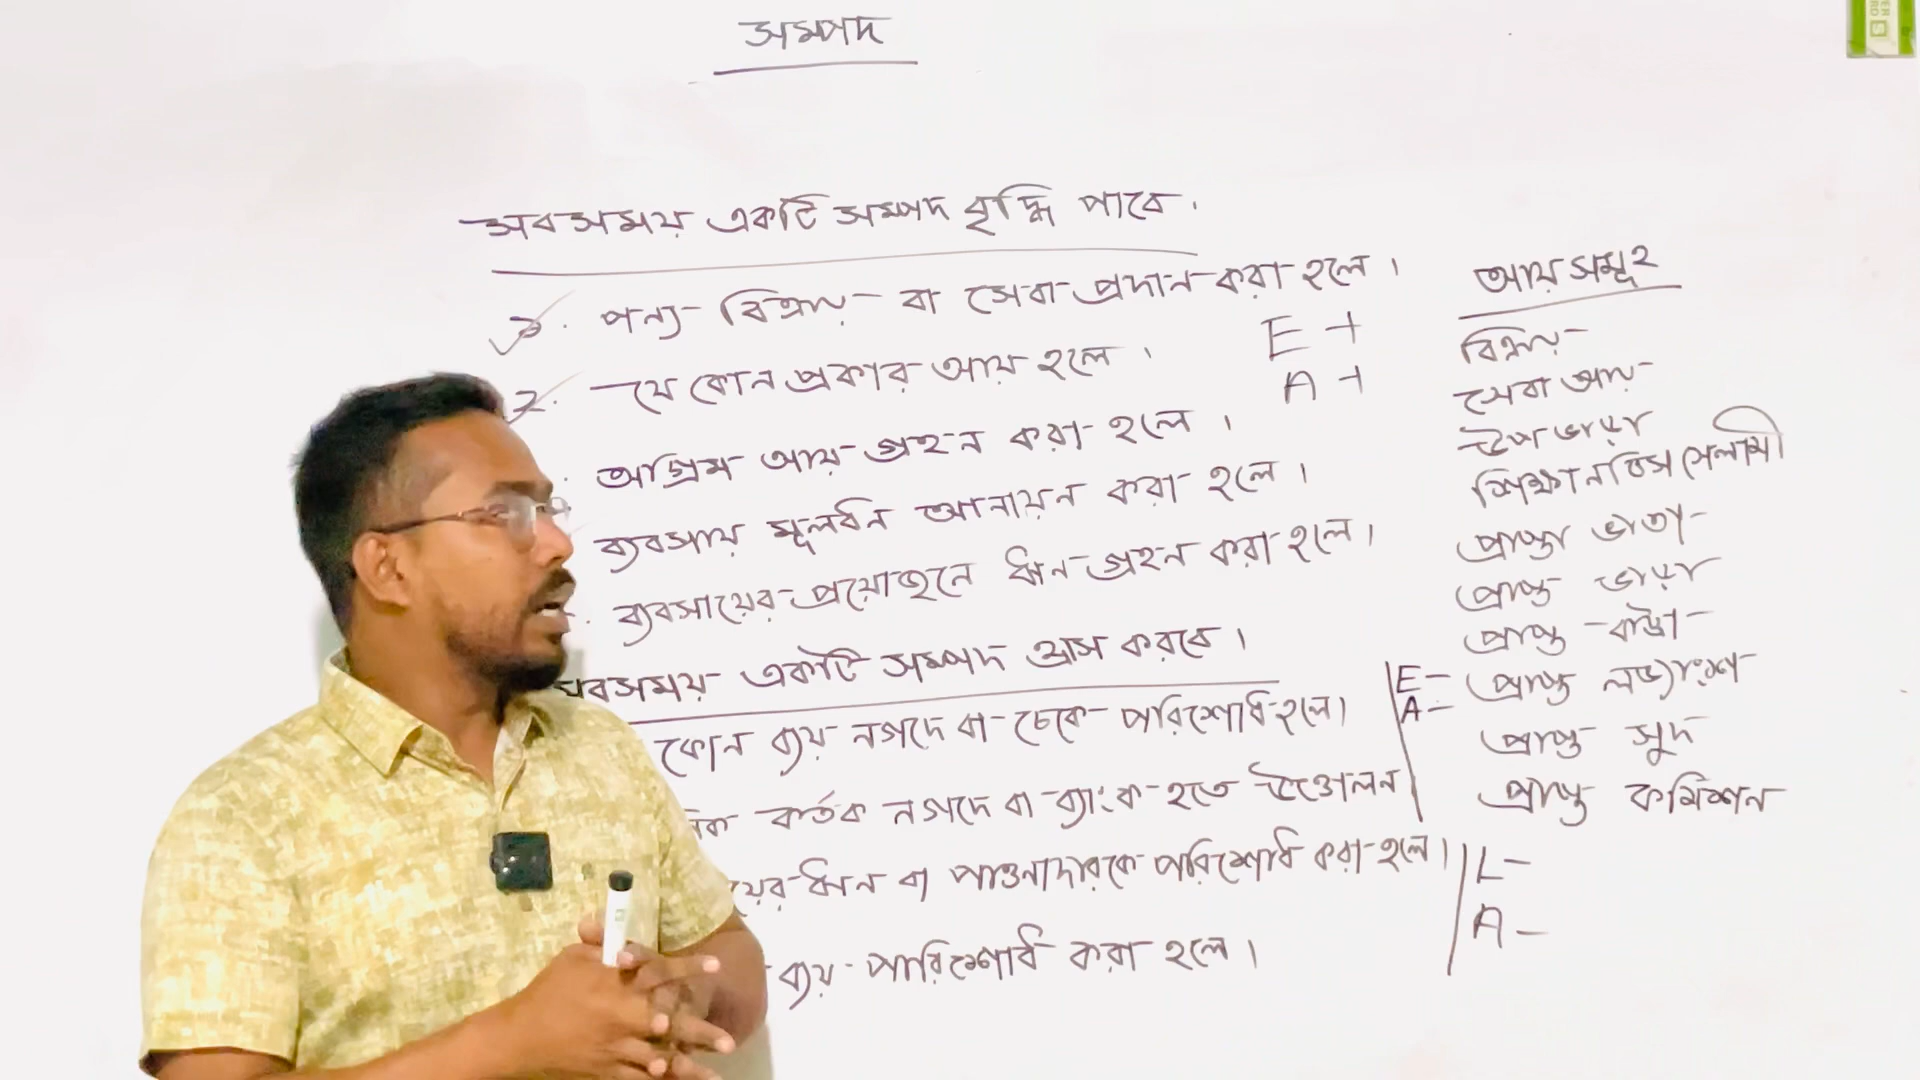 সম্পদ
সবসময় একটি সম্পদ বৃদ্ধি পাবে।
১. পন্য বিক্রয় বা সেবা প্রদান করা হলে।
২. যে কোন প্রকার আয় হলে।
E +
A +
অগ্রিম আয় গ্রহন করা হলে।
ব্যবসায় মূলধন আনায়ন করা হলে।
ব্যবসায়ের প্রয়োজনে ঋন গ্রহন করা হলে।
সবসময় একটি সম্পদ হ্রাস করবে।
কোন ব্যয় নগদে বা চেকে পরিশোধ হলে।
E -
A -
কর্তৃক নগদে বা ব্যাংক হতে উত্তোলন
য়ের ঋন বা পাওনাদারকে পরিশোধ করা হলে।
L -
A -
ব্যয় পরিশোধ করা হলে।
আয় সমূহ
বিক্রয়
সেবা আয়
উপ ভাড়া
শিক্ষানবিস সেলামী
প্রাপ্ত ভাতা
প্রাপ্ত ভাড়া
প্রাপ্ত বাট্টা
প্রাপ্ত লভ্যাংশ
প্রাপ্ত সুদ
প্রাপ্ত কমিশন